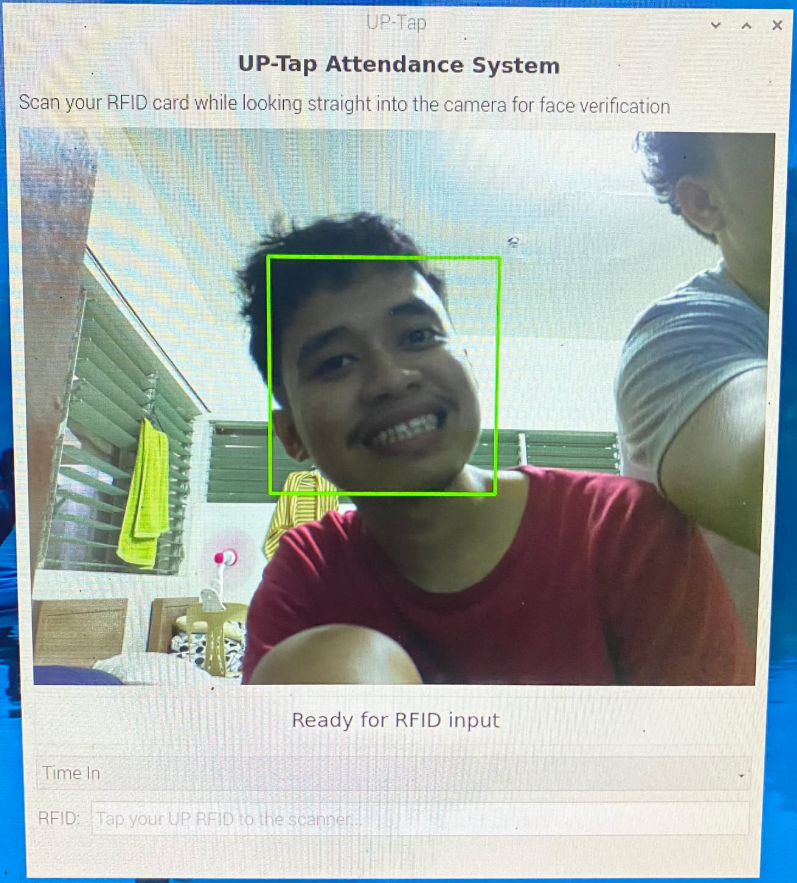 UP-Tap
UP-Tap Attendance System
Scan your RFID card while looking straight into the camera for face verification
Ready for RFID input
Time In
RFID: Tap your UP RFID to the scanner...